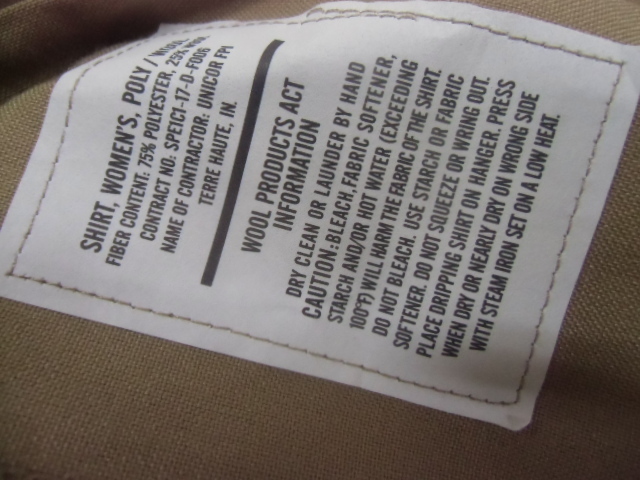 SHIRT, WOMEN'S, POLY /
FIBER CONTENT: 75% POLYESTER, 25%
CONTRACT NO: SPE1C1-17-D-F006
NAME OF CONTRACTOR: UNICOR FPI
TERRE HAUTE, IN.
WOOL PRODUCTS ACT
INFORMATION
DRY CLEAN OR LAUNDER BY HAND
CAUTION: BLEACH, FABRIC SOFTENER,
STARCH AND/OR HOT WATER (EXCEEDING
100°F) WILL HARM THE FABRIC OF THE SHIRT.
DO NOT BLEACH. USE STARCH OR FABRIC
SOFTENER. DO NOT SQUEEZE OR WRING OUT.
PLACE DRIPPING SHIRT ON HANGER. PRESS
WHEN DRY OR NEARLY DRY ON WRONG SIDE
WITH STEAM IRON SET ON A LOW HEAT.